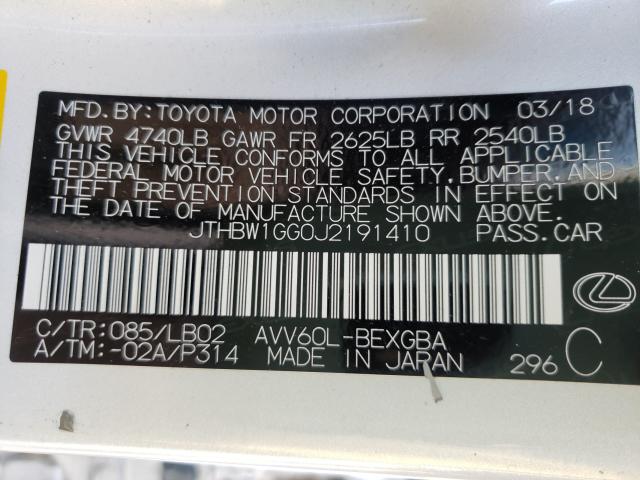 MFD.BY:TOYOTA MOTOR CORPORATION 03/18
GVWR 4740LB GAWR FR 2625LB RR 2540LB
THIS VEHICLE CONFORMS TO ALL APPLICABLE
FEDERAL MOTOR VEHICLE SAFETY,BUMPER,AND
THEFT PREVENTION STANDARDS IN EFFECT ON
THE DATE OF MANUFACTURE SHOWN ABOVE.
JTHBW1GG0J2191410 PASS.CAR
C/TR:085/LB02 AVV60L-BEXGBA
A/TM:-02A/P314 MADE IN JAPAN 296 C